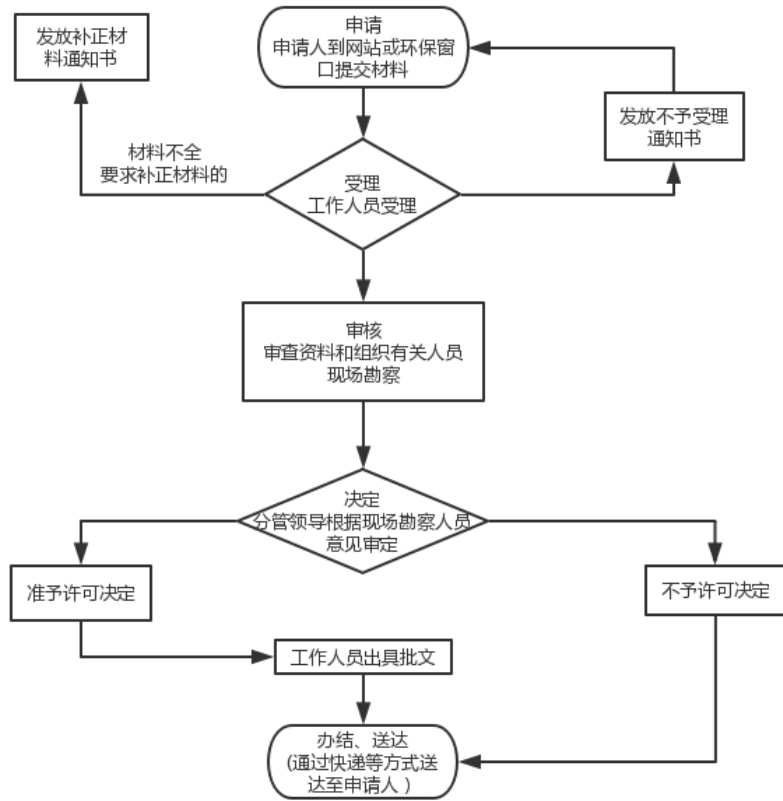 发放补正材
料通知书
申请
申请人到网站或环保窗
口提交材料
发放不予受理
通知书
材料不全
要求补正材料的
受理
工作人员受理
审核
审查资料和组织有关人员
现场勘察
决定
分管领导根据现场勘察人员
意见审定
准予许可决定
不予许可决定
工作人员出具批文
办结、送达
(通过快递等方式送
达至申请人）